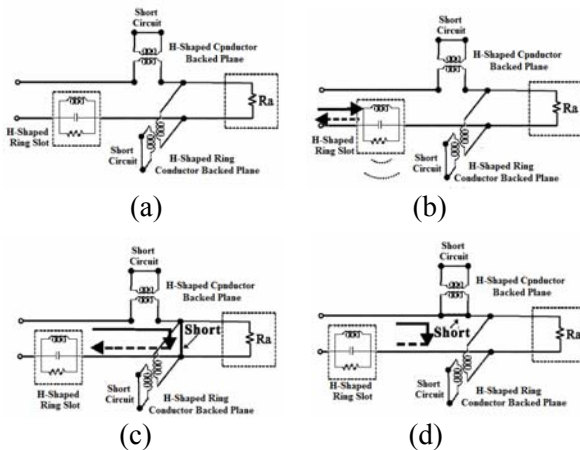 Short
Circuit
H-Shaped Cpnductor
Backed Plane
Ra
H-Shaped
Ring Slot
Short
Circuit
H-Shaped Ring
Conductor Backed Plane
(a)
Short
Circuit
H-Shaped Cpnductor
Backed Plane
Ra
H-Shaped
Ring Slot
Short
Circuit
H-Shaped Ring
Conductor Backed Plane
(b)
Short
Circuit
H-Shaped Cpnductor
Backed Plane
Short
Ra
H-Shaped
Ring Slot
Short
Circuit
H-Shaped Ring
Conductor Backed Plane
(c)
Short
Circuit
H-Shaped Cpnductor
Backed Plane
Short
Ra
H-Shaped
Ring Slot
Short
Circuit
H-Shaped Ring
Conductor Backed Plane
(d)